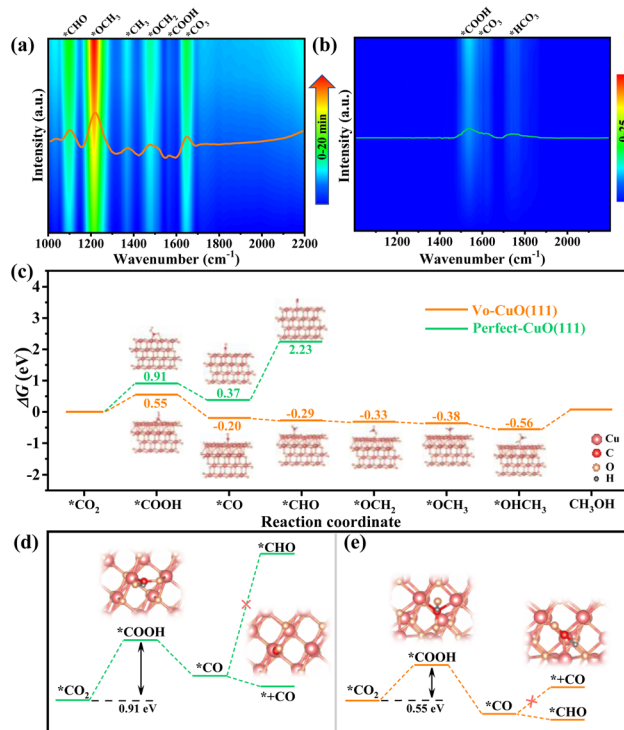 *CHO
*OCH3
*CH3
*OCH2
*COOH
*CO3
(a)
Intensity (a.u.)
1000 1200 1400 1600 2000 2200
Wavenumber (cm-1)
0-20 min
*COOH
*CO3
*HCO3
(b)
Intensity (a.u.)
1200 1400 1600 1800 2000
Wavenumber (cm-1)
(c)
ΔG (eV)
4
3
2
1
0
-1
-2
Vo-CuO(111)
Perfect-CuO(111)
0.91
0.37
2.23
0.55
-0.20
-0.29
-0.33
-0.38
-0.56
Cu
C
O
H
*CO2 *COOH *CO *CHO *OCH2 *OCH3 *OHCH3 CH3OH
Reaction coordinate
(d)
*CHO
*COOH
*CO
*CO2
*+CO
0.91 eV
(e)
*COOH
*+CO
*CO2
*CO
*CHO
0.55 eV